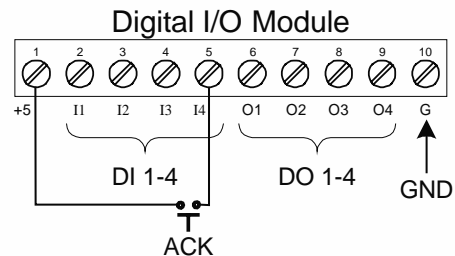 Digital I/O Module
1 2 3 4 5 6 7 8 9 10
+5 I1 I2 I3 I4 O1 O2 O3 O4 G
DI 1-4 DO 1-4
GND
ACK